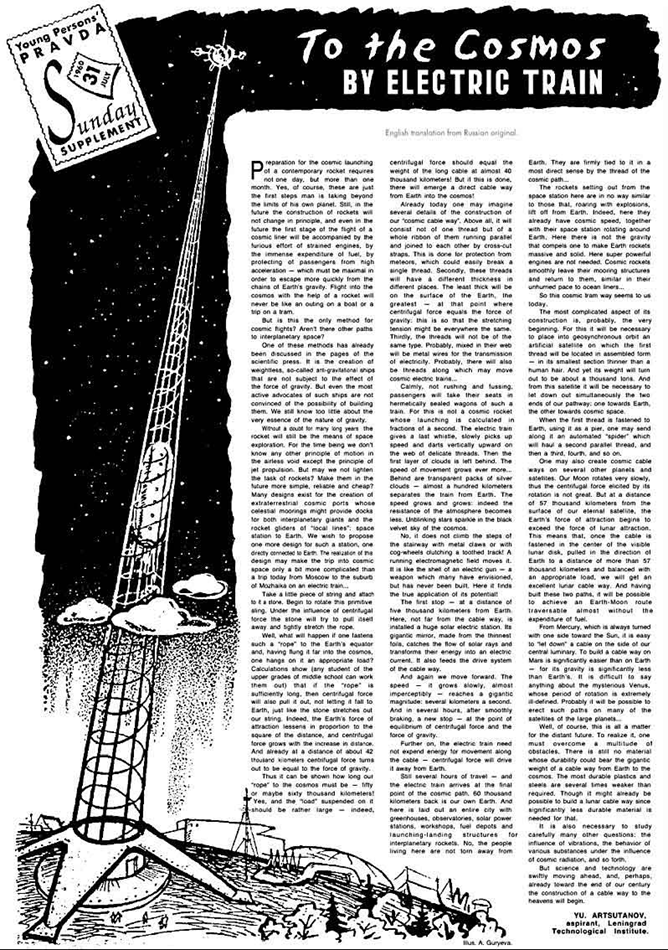 Young Persons'
PRAVDA
1960
31
JULY
Sunday
SUPPLEMENT
To the Cosmos
BY ELECTRIC TRAIN
English translation from Russian original.
Preparation for the cosmic launching
of a contemporary rocket requires
not one day, but more than one
month. Yes, of course, these are just
the first steps man is taking beyond
the limits of his own planet. Still, in
the future the construction of rockets will
not change in principle, and even in the
future the first stage of the flight of a
cosmic liner will be accompanied by the
furious effort of strained engines, by
the immense expenditure of fuel, by
protecting of passengers from high
acceleration — which must be maximal in
order to escape more quickly from the
chains of Earth's gravity. Flight into the
cosmos with the help of a rocket will
never be like an outing on a boat or a
trip on a tram.
But is this the only method for
cosmic flights? Aren't there other paths
to interplanetary space?
One of these methods has already
been discussed in the pages of the
scientific press. It is the creation of
weightless, so-called anti-gravitational ships
that are not subject to the effect of
the force of gravity. But even the most
active advocates of such ships are not
convinced of the possibility of building
them. We still know too little about the
very essence of the nature of gravity.
Without a doubt for many long years the
rocket will still be the means of space
exploration. For the time being we don't
know any other principle of motion in
the airless void except the principle of
jet propulsion. But may we not lighten
the task of rockets? Make them in the
future more simple, reliable and cheap?
Many designs exist for the creation of
extraterrestrial cosmic ports whose
celestial moorings might provide docks
for both interplanetary giants and the
rocket gliders of "local lines": space
station to Earth. We wish to propose
one more design for such a station, one
directly connected to Earth. The realization of this
design may make the trip into cosmic
space only a bit more complicated than
a trip today from Moscow to the suburb
of Mozhaika on an electric train...
Take a little piece of string and attach
to it a stone. Begin to rotate this primitive
sling. Under the influence of centrifugal
force the stone will try to pull itself
away and tightly stretch the rope.
Well, what will happen if one fastens
such a "rope" to the Earth's equator
and, having flung it far into the cosmos,
one hangs on it an appropriate load?
Calculations show (any student of the
upper grades of middle school can work
them out) that if the "rope" is
sufficiently long, then centrifugal force
will also pull it out, not letting it fall to
Earth, just like the stone stretches out
our string. Indeed, the Earth's force of
attraction lessens in proportion to the
square of the distance, and centrifugal
force grows with the increase in distance.
And already at a distance of about 42
thousand kilometers centrifugal force turns
out to be equal to the force of gravity.
Thus it can be shown how long our
"rope" to the cosmos must be — fifty
or maybe sixty thousand kilometers!
Yes, and the "load" suspended on it
should be rather large — indeed,
centrifugal force should equal the
weight of the long cable at almost 40
thousand kilometers! But if this is done,
there will emerge a direct cable way
from Earth into the cosmos!
Already today one may imagine
several details of the construction of
our "cosmic cable way". Above all, it will
consist not of one thread but of a
whole ribbon of them running parallel
and joined to each other by cross-cut
straps. This is done for protection from
meteors, which could easily break a
single thread. Secondly, these threads
will have a different thickness in
different places. The least thick will be
on the surface of the Earth, the
greatest — at that point where
centrifugal force equals the force of
gravity: this is so that the stretching
tension might be everywhere the same.
Thirdly, the threads will not be of the
same type. Probably, mixed in their web
will be metal wires for the transmission
of electricity. Probably, there will also
be threads along which may move
cosmic electric trains...
Calmly, not rushing and fussing,
passengers will take their seats in
hermetically sealed wagons of such a
train. For this is not a cosmic rocket
whose launching is calculated in
fractions of a second. The electric train
gives a last whistle, slowly picks up
speed and darts vertically upward on
the web of delicate threads. Then the
first layer of clouds is left behind. The
speed of movement grows ever more...
Behind are transparent packs of silver
clouds — almost a hundred kilometers
separates the train from Earth. The
speed grows and grows: indeed the
resistance of the atmosphere becomes
less. Unblinking stars sparkle in the black
velvet sky of the cosmos.
No, it does not climb the steps of
the stairway with metal claws or with
cog-wheels clutching a toothed track! A
running electromagnetic field moves it.
It is like the shell of an electric gun — a
weapon which many have envisioned,
but has never been built. Here it finds
the true application of its potential!
The first stop — at a distance of
five thousand kilometers from Earth.
Here, not far from the cable way, is
installed a huge solar electric station. Its
gigantic mirror, made from the thinnest
foils, catches the flow of solar rays and
transforms their energy into an electric
current. It also feeds the drive system
of the cable way.
And again we move forward. The
speed — it grows slowly, almost
imperceptibly — reaches a gigantic
magnitude: several kilometers a second.
And in several hours, after smoothly
braking, a new stop — at the point of
equilibrium of centrifugal force and the
force of gravity.
Further on, the electric train need
not expend energy for movement along
the cable — centrifugal force will drive
it away from Earth.
Still several hours of travel — and
the electric train arrives at the final
point of the cosmic path. 60 thousand
kilometers back is our own Earth. And
here is laid out an entire city with
greenhouses, observatories, solar power
stations, workshops, fuel depots and
launching-landing structures for
interplanetary rockets. No, the people
living here are not torn away from
Earth. They are firmly tied to it in a
most direct sense by the thread of the
cosmic path...
The rockets setting out from the
space station here are in no way similar
to those that, roaring with explosions,
lift off from Earth. Indeed, here they
already have cosmic speed, together
with their space station rotating around
Earth. Here there is not the gravity
that compels one to make Earth rockets
massive and solid. Here super powerful
engines are not needed. Cosmic rockets
smoothly leave their mooring structures
and return to them, similar in their
unhurried pace to ocean liners...
So this cosmic tram way seems to us
today.
The most complicated aspect of its
construction is, probably, the very
beginning. For this it will be necessary
to place into geosynchronous orbit an
artificial satellite on which the first
thread will be located in assembled form
— in its smallest section thinner than a
human hair. And yet its weight will turn
out to be about a thousand tons. And
from this satellite it will be necessary to
let down out simultaneously the two
ends of our pathway: one towards Earth,
the other towards cosmic space.
When the first thread is fastened to
Earth, using it as a pier, one may send
along it an automated "spider" which
will haul a second parallel thread, and
then a third, fourth, and so on.
One may also create cosmic cable
ways on several other planets and
satellites. Our Moon rotates very slowly,
thus the centrifugal force elicited by its
rotation is not great. But at a distance
of 57 thousand kilometers from the
surface of our eternal satellite, the
Earth's force of attraction begins to
exceed the force of lunar attraction.
This means that, once the cable is
fastened in the center of the visible
lunar disk, pulled in the direction of
Earth to a distance of more than 57
thousand kilometers and balanced with
an appropriate load, we will get an
excellent lunar cable way. And having
built these two paths, it will be possible
to achieve an Earth-Moon route
traversable almost without the
expenditure of fuel.
From Mercury, which is always turned
with one side toward the Sun, it is easy
to "let down" a cable on the side of our
central luminary. To build a cable way on
Mars is significantly easier than on Earth
— for its gravity is significantly less
than Earth's. It is difficult to say
anything about the mysterious Venus,
whose period of rotation is extremely
ill-defined. Probably it will be possible to
erect such paths on many of the
satellites of the large planets...
Well, of course, this is all a matter
for the distant future. To realize it, one
must overcome a multitude of
obstacles. There is still no material
whose durability could bear the gigantic
weight of a cable way from Earth to the
cosmos. The most durable plastics and
steels are several times weaker than
required. Though it might already be
possible to build a lunar cable way since
significantly less durable material is
needed for that.
It is also necessary to study
carefully many other questions: the
influence of vibrations, the behavior of
various substances under the influence
of cosmic radiation, and so forth.
But science and technology are
swiftly moving ahead, and, perhaps,
already toward the end of our century
the construction of a cable way to the
heavens will begin.
YU. ARTSUTANOV,
aspirant, Leningrad
Technological Institute.
Illus. A. Guryeva.